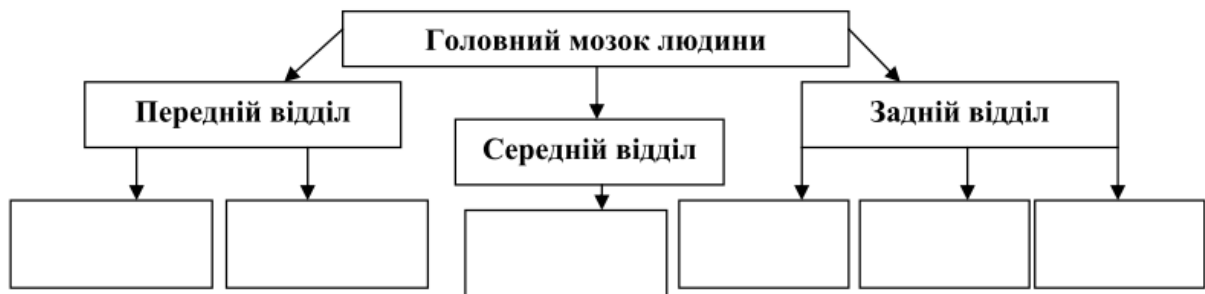 Головний мозок людини
Передній відділ
Середній відділ
Задній відділ